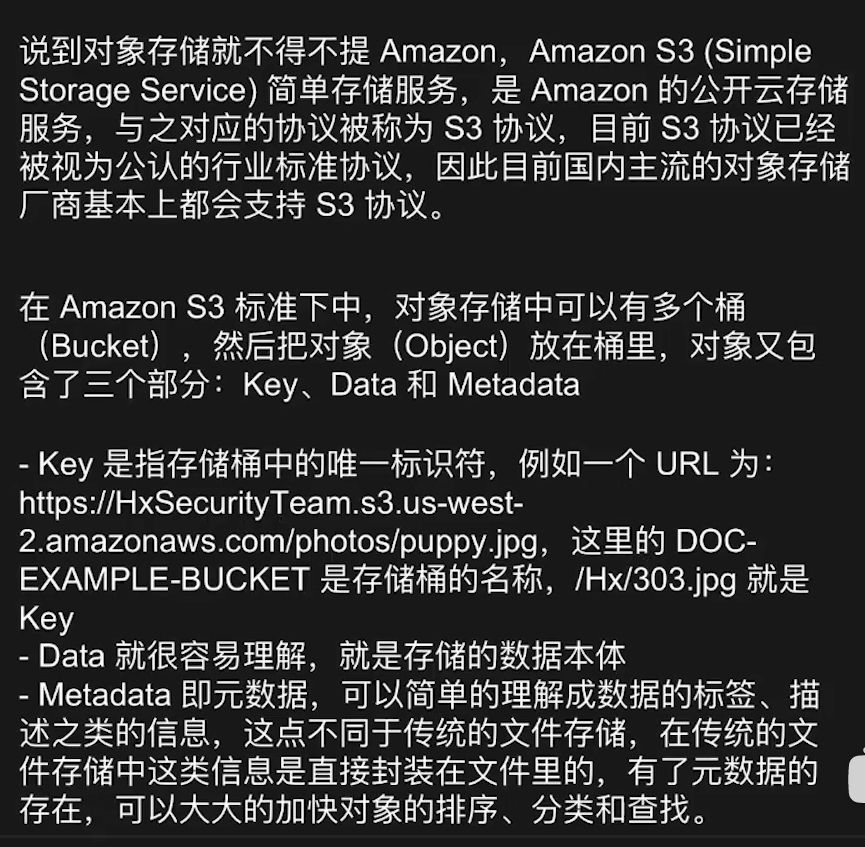 说到对象存储就不得不提 Amazon，Amazon S3 (Simple
Storage Service) 简单存储服务，是 Amazon 的公开云存储
服务，与之对应的协议被称为 S3 协议，目前 S3 协议已经
被视为公认的行业标准协议，因此目前国内主流的对象存储
厂商基本上都会支持 S3 协议。
在 Amazon S3 标准下中，对象存储中可以有多个桶
（Bucket），然后把对象（Object）放在桶里，对象又包
含了三个部分：Key、Data 和 Metadata
- Key 是指存储桶中的唯一标识符，例如一个 URL 为：
https://HxSecurityTeam.s3.us-west-
2.amazonaws.com/photos/puppy.jpg，这里的 DOC-
EXAMPLE-BUCKET 是存储桶的名称，/Hx/303.jpg 就是
Key
- Data 就很容易理解，就是存储的数据本体
- Metadata 即元数据，可以简单的理解成数据的标签、描
述之类的信息，这点不同于传统的文件存储，在传统的文
件存储中这类信息是直接封装在文件里的，有了元数据的
存在，可以大大的加快对象的排序、分类和查找。